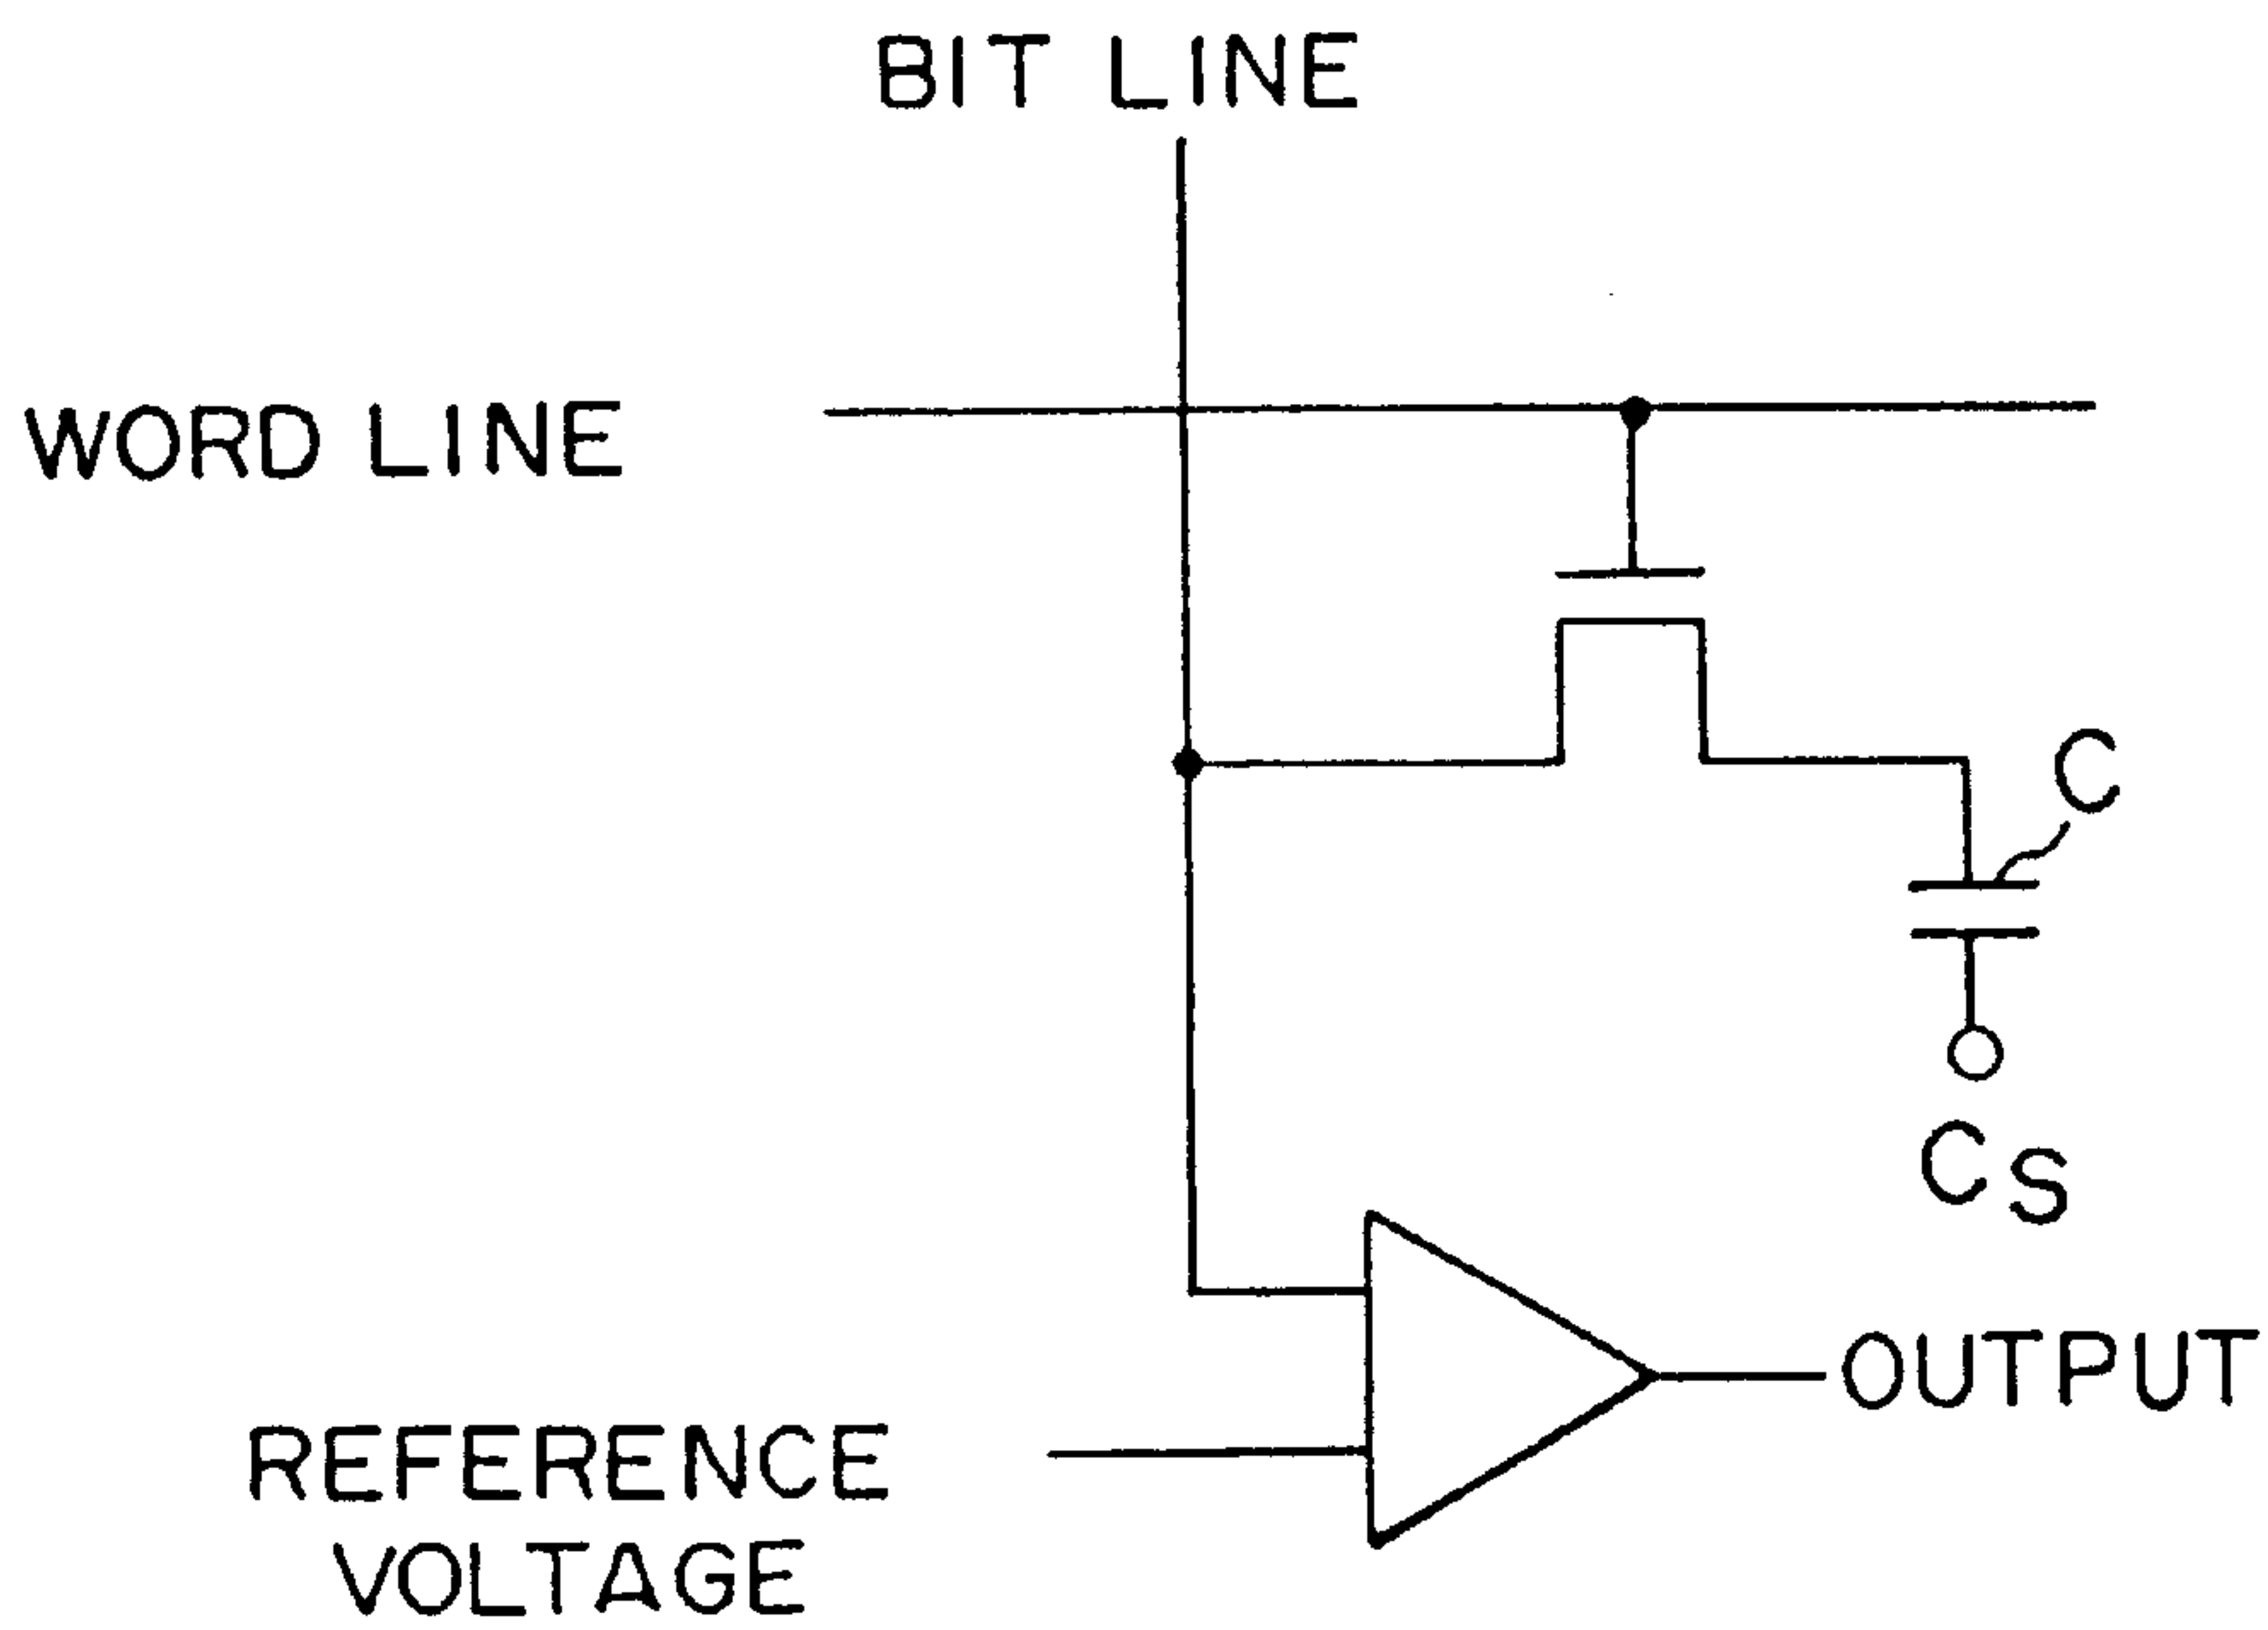 BIT LINE
WORD LINE
C
CS
OUTPUT
REFERENCE
VOLTAGE